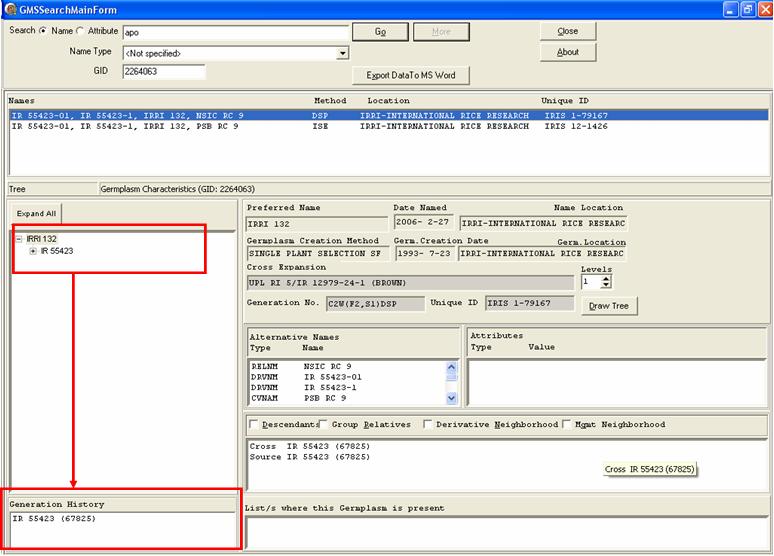 GMSSearchMainForm
Search Name Attribute apo Go More Close
Name Type <Not specified> About
GID 2264063 Export DataTo MS Word
Names Method Location Unique ID
IR 55423-01, IR 55423-1, IRRI 132, NSIC RC 9 DSP IRRI-INTERNATIONAL RICE RESEARCH IRIS 1-79167
IR 55423-01, IR 55423-1, IRRI 132, PSB RC 9 ISE IRRI-INTERNATIONAL RICE RESEARCH IRIS 12-1426
Tree Germplasm Characteristics (GID: 2264063)
Expand All
IRRI 132
IR 55423
Preferred Name Date Named Name Location
IRRI 132 2006- 2-27 IRRI-INTERNATIONAL RICE RESEARC
Germplasm Creation Method Germ.Creation Date Germ.Location
SINGLE PLANT SELECTION SF 1993- 7-23 IRRI-INTERNATIONAL RICE RESEARC
Cross Expansion Levels
UPL RI 5/IR 12979-24-1 (BROWN) 1
Generation No. C2W(F2,S1)DSP Unique ID IRIS 1-79167 Draw Tree
Alternative Names Attributes
Type Name Type Value
RELNM NSIC RC 9
DRVNM IR 55423-01
DRVNM IR 55423-1
CVNAM PSB RC 9
Descendants Group Relatives Derivative Neighborhood Mgmt Neighborhood
Cross IR 55423 (67825)
Source IR 55423 (67825)
Cross IR 55423 (67825)
Generation History List/s where this Germplasm is present
IR 55423 (67825)